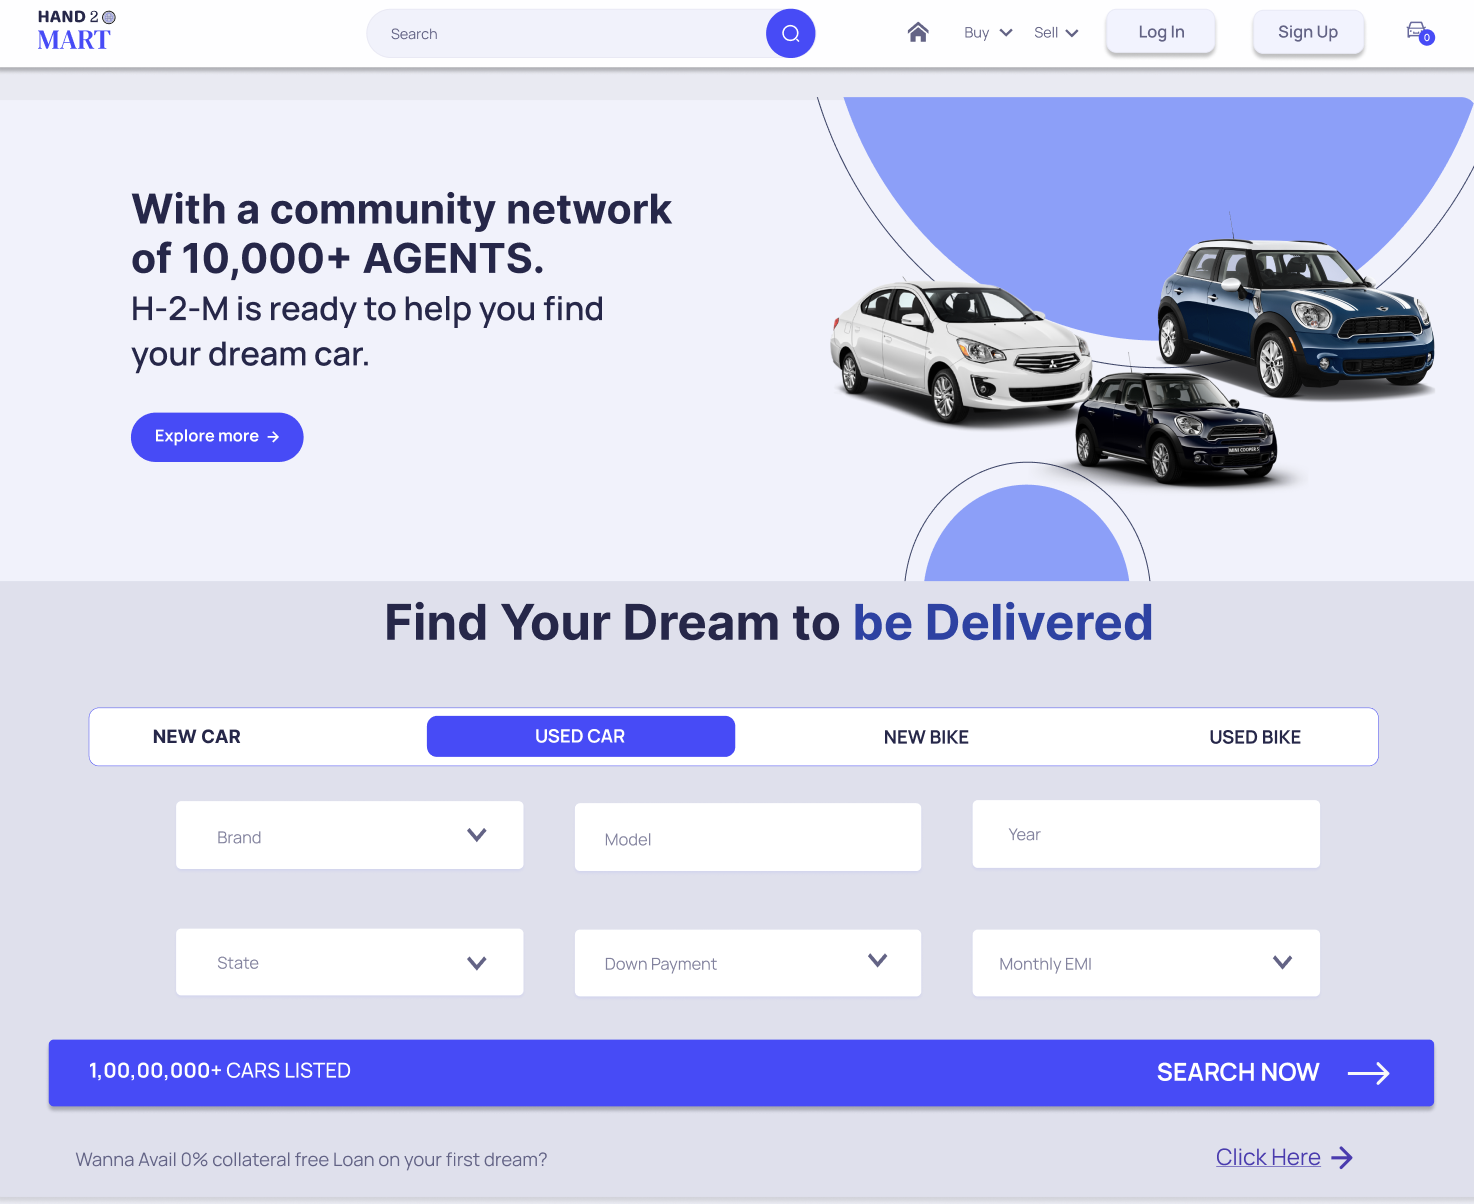 HAND 2
MART
Search
Buy
Sell
Log In
Sign Up
0
With a community network
of 10,000+ AGENTS.
H-2-M is ready to help you find
your dream car.
Explore more
MINI COOPER S
Find Your Dream to be Delivered
NEW CAR
USED CAR
NEW BIKE
USED BIKE
Brand
Model
Year
State
Down Payment
Monthly EMI
1,00,00,000+ CARS LISTED
SEARCH NOW
Wanna Avail 0% collateral free Loan on your first dream?
Click Here